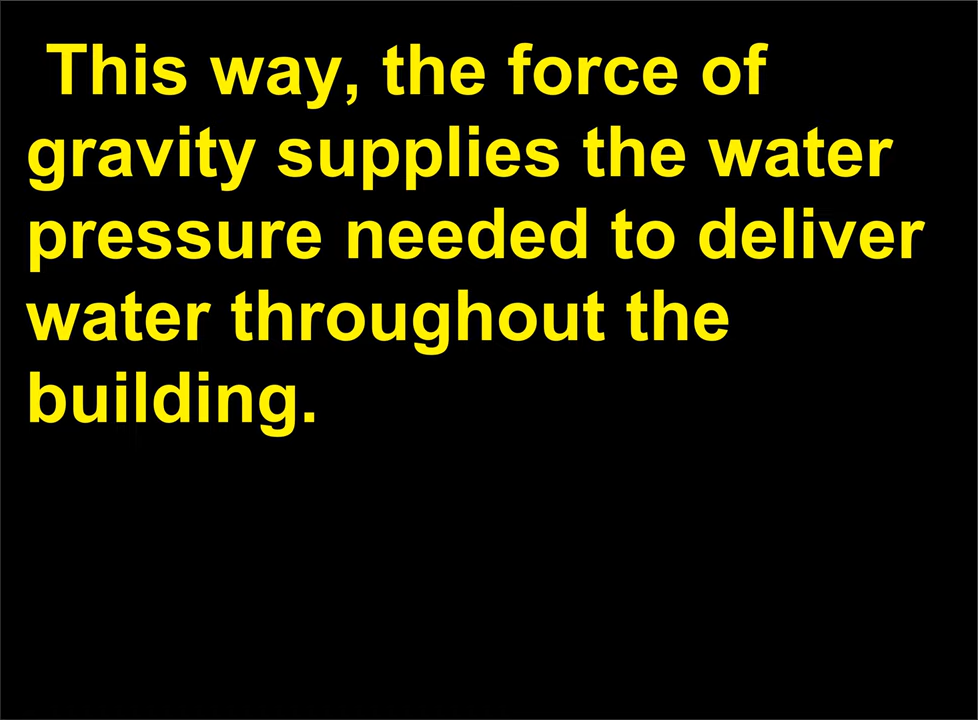 This way, the force of
gravity supplies the water
pressure needed to deliver
water throughout the
building.